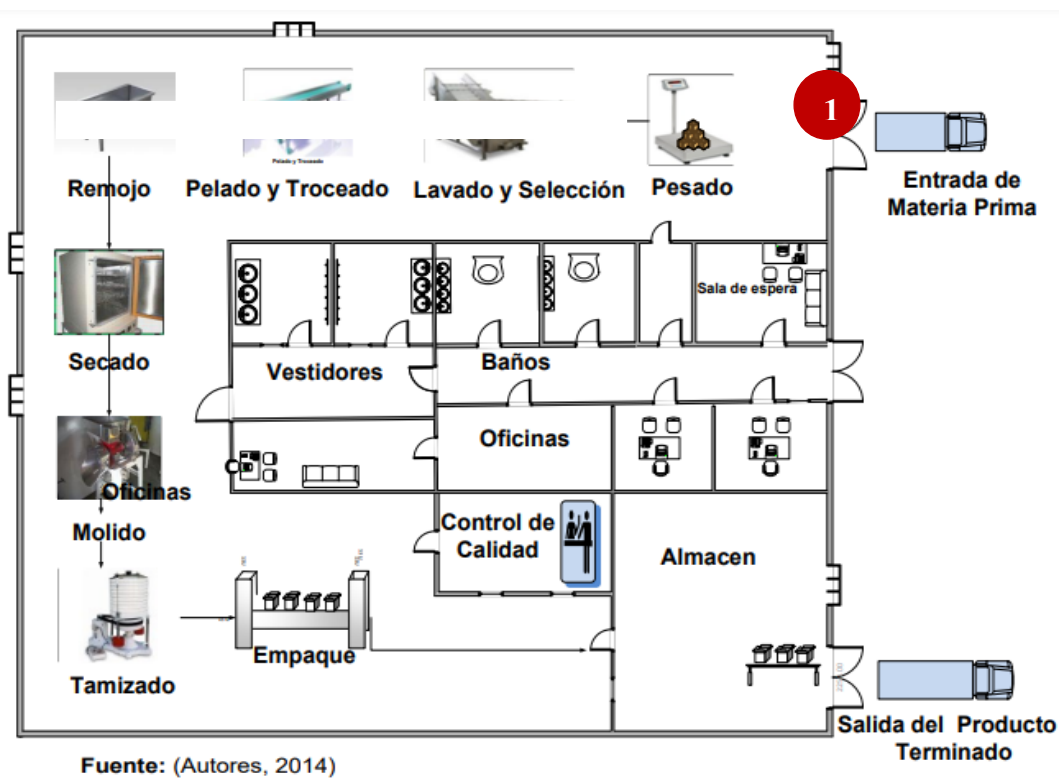 1
Pelado y Troceado
Remojo
Pelado y Troceado
Lavado y Selección
Pesado
Entrada de
Materia Prima
Sala de espera
Secado
Vestidores
Baños
Oficinas
Oficinas
Molido
Control de
Calidad
Almacen
Empaque
Tamizado
Salida del Producto
Terminado
Fuente: (Autores, 2014)